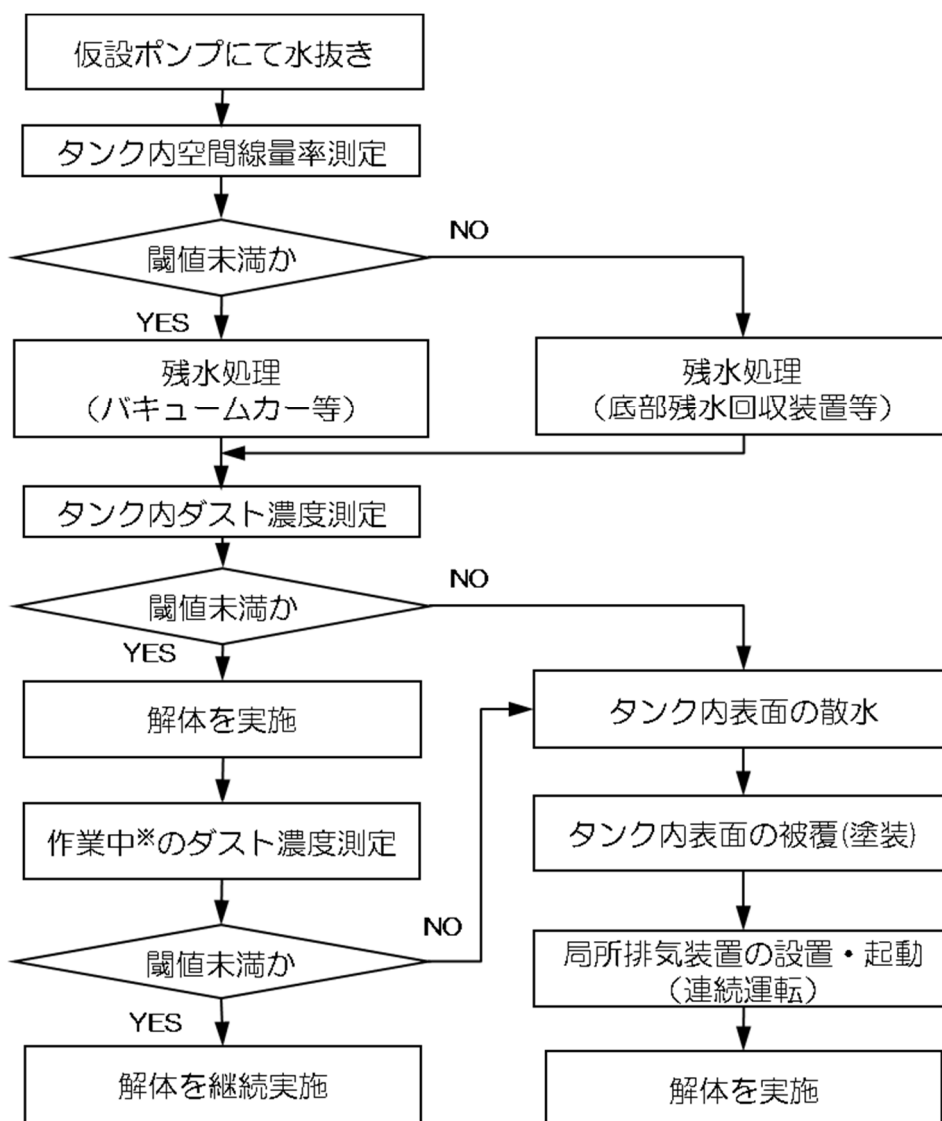 仮設ポンプにて水抜き
タンク内空間線量率測定
閾値未満か
NO
YES
残水処理
（バキュームカー等）
残水処理
（底部残水回収装置等）
タンク内ダスト濃度測定
閾値未満か
NO
YES
解体を実施
タンク内表面の散水
作業中※のダスト濃度測定
タンク内表面の被覆(塗装)
閾値未満か
NO
YES
局所排気装置の設置・起動
（連続運転）
解体を継続実施
解体を実施